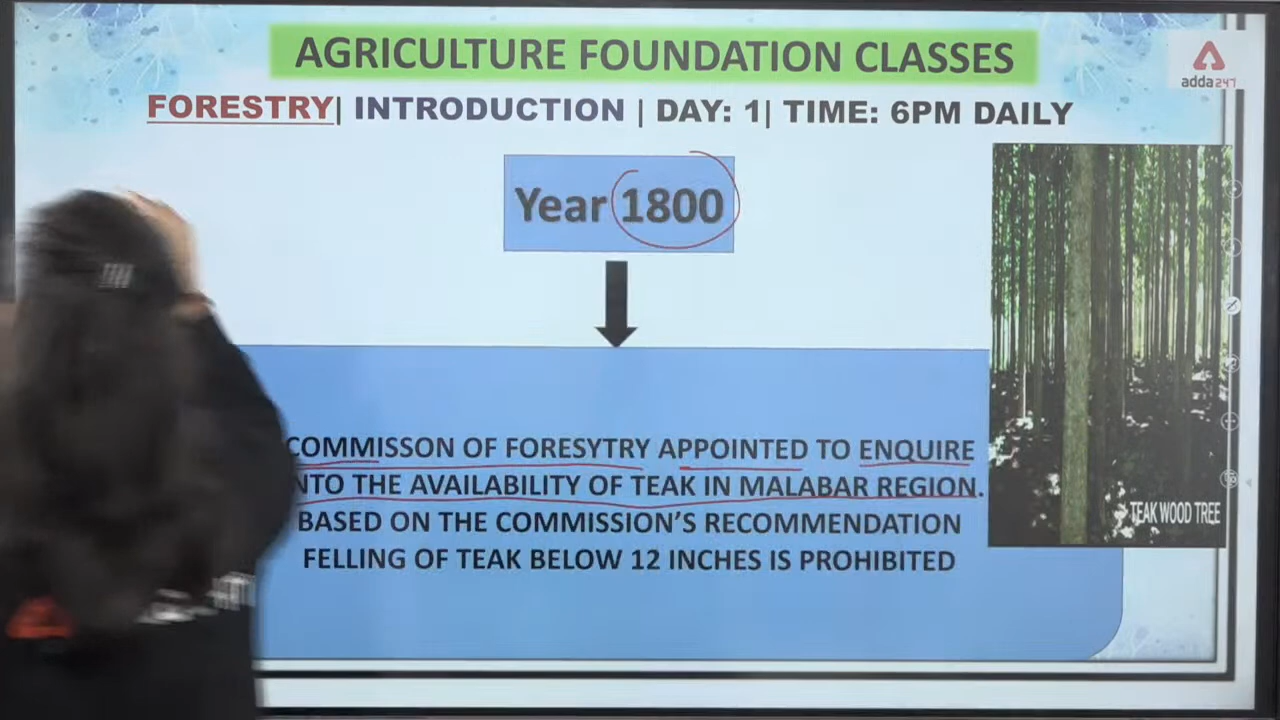 AGRICULTURE FOUNDATION CLASSES
adda247
FORESTRY| INTRODUCTION | DAY: 1| TIME: 6PM DAILY
Year 1800
COMMISSON OF FORESYTRY APPOINTED TO ENQUIRE
NTO THE AVAILABILITY OF TEAK IN MALABAR REGION.
BASED ON THE COMMISSION'S RECOMMENDATION
FELLING OF TEAK BELOW 12 INCHES IS PROHIBITED
TEAK WOOD TREE